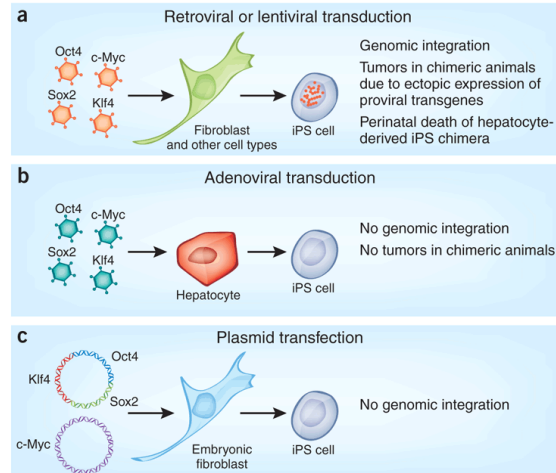 a
Retroviral or lentiviral transduction
Oct4
c-Myc
Sox2
Klf4
Fibroblast
and other cell types
iPS cell
Genomic integration
Tumors in chimeric animals
due to ectopic expression of
proviral transgenes
Perinatal death of hepatocyte-
derived iPS chimera
b
Adenoviral transduction
Oct4
c-Myc
Sox2
Klf4
Hepatocyte
iPS cell
No genomic integration
No tumors in chimeric animals
c
Plasmid transfection
Oct4
Klf4
Sox2
c-Myc
Embryonic
fibroblast
iPS cell
No genomic integration